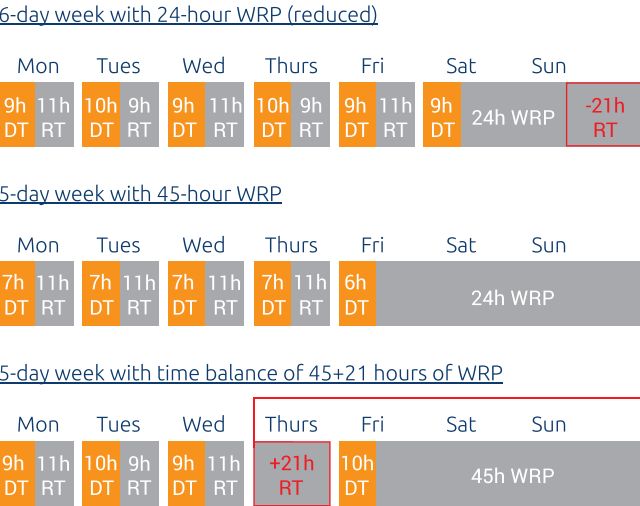 6-day week with 24-hour WRP (reduced)
Mon Tues Wed Thurs Fri Sat Sun
9h 11h 10h 9h 9h 11h 10h 9h 9h 11h 9h 24h WRP -21h
DT RT DT RT DT RT DT RT DT RT DT RT
5-day week with 45-hour WRP
Mon Tues Wed Thurs Fri Sat Sun
7h 11h 7h 11h 7h 11h 7h 11h 6h 24h WRP
DT RT DT RT DT RT DT RT DT
5-day week with time balance of 45+21 hours of WRP
Mon Tues Wed Thurs Fri Sat Sun
9h 11h 10h 9h 9h 11h +21h 10h 45h WRP
DT RT DT RT DT RT RT DT